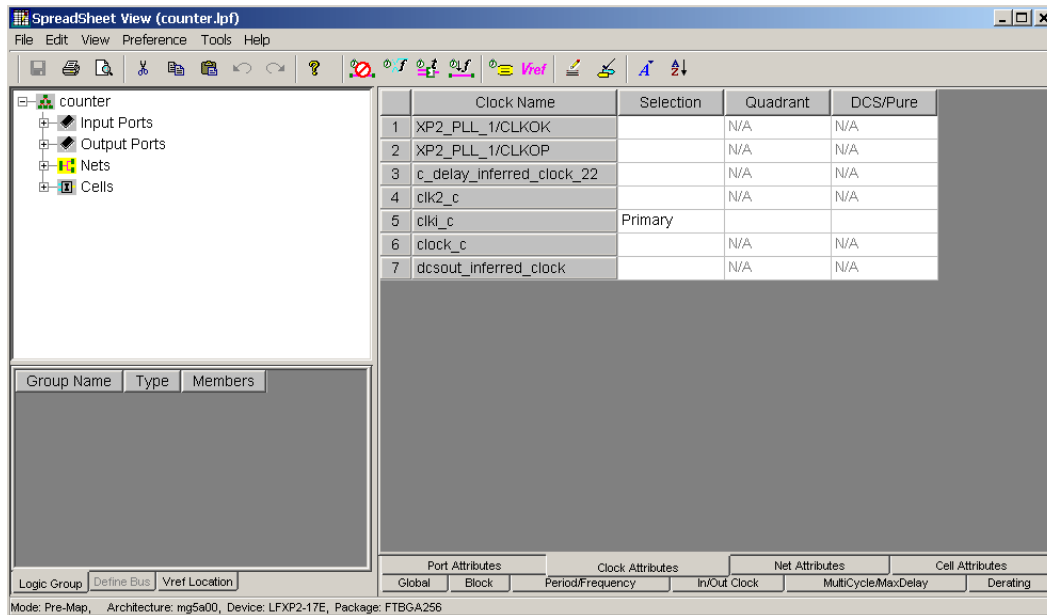 SpreadSheet View (counter.lpf)
File Edit View Preference Tools Help
Vref
counter
Input Ports
Output Ports
Nets
Cells
Clock Name Selection Quadrant DCS/Pure
1 XP2_PLL_1/CLKOK N/A N/A
2 XP2_PLL_1/CLKOP N/A N/A
3 c_delay_inferred_clock_22 N/A N/A
4 clk2_c N/A N/A
5 clki_c Primary
6 clock_c N/A N/A
7 dcsout_inferred_clock N/A N/A
Group Name Type Members
Logic Group Define Bus Vref Location
Port Attributes Clock Attributes Net Attributes Cell Attributes
Global Block Period/Frequency In/Out Clock MultiCycle/MaxDelay Derating
Mode: Pre-Map, Architecture: mg5a00, Device: LFXP2-17E, Package: FTBGA256